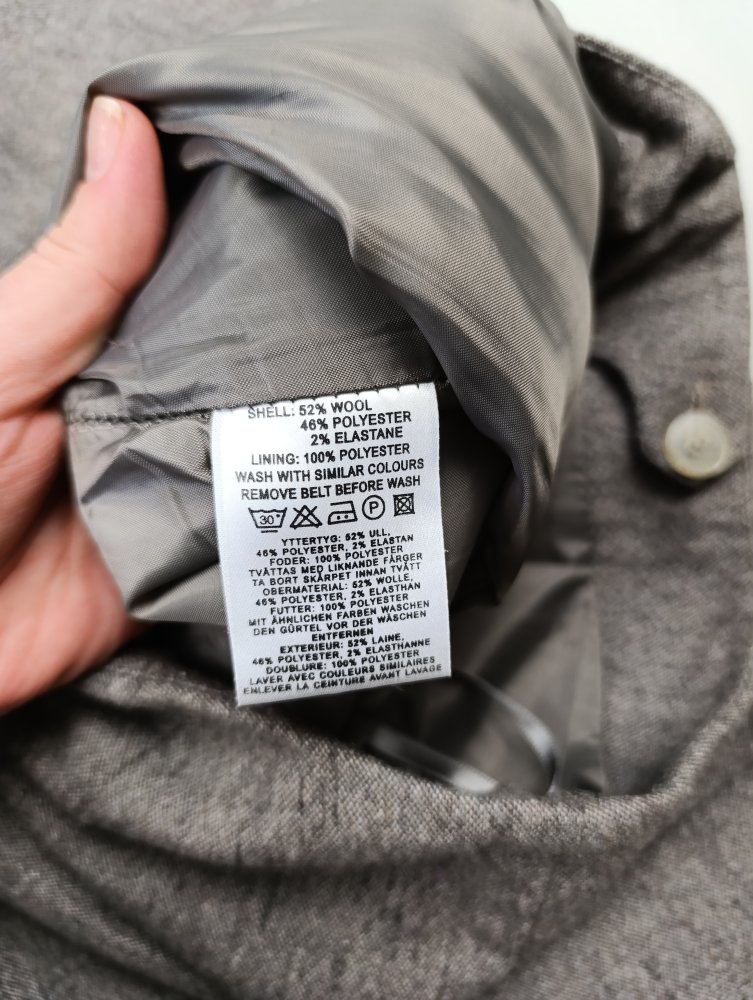 SHELL: 52% WOOL
46% POLYESTER
2% ELASTANE
LINING: 100% POLYESTER
WASH WITH SIMILAR COLOURS
REMOVE BELT BEFORE WASH
30° P
YTTERTYG: 52% ULL,
46% POLYESTER, 2% ELASTAN
FODER: 100% POLYESTER
TVÄTTAS MED LIKNANDE FÄRGER
TA BORT SKÄRPET INNAN TVÄTT
OBERMATERIAL: 52% WOLLE,
46% POLYESTER, 2% ELASTHAN
FUTTER: 100% POLYESTER
MIT ÄHNLICHEN FARBEN WASCHEN
DEN GÜRTEL VOR DER WÄSCHEN
ENTFERNEN
EXTERIEUR: 52% LAINE,
46% POLYESTER, 2% ELASTHANNE
DOUBLURE: 100% POLYESTER
LAVER AVEC COULEURS SIMILAIRES
ENLEVER LA CEINTURE AVANT LAVAGE